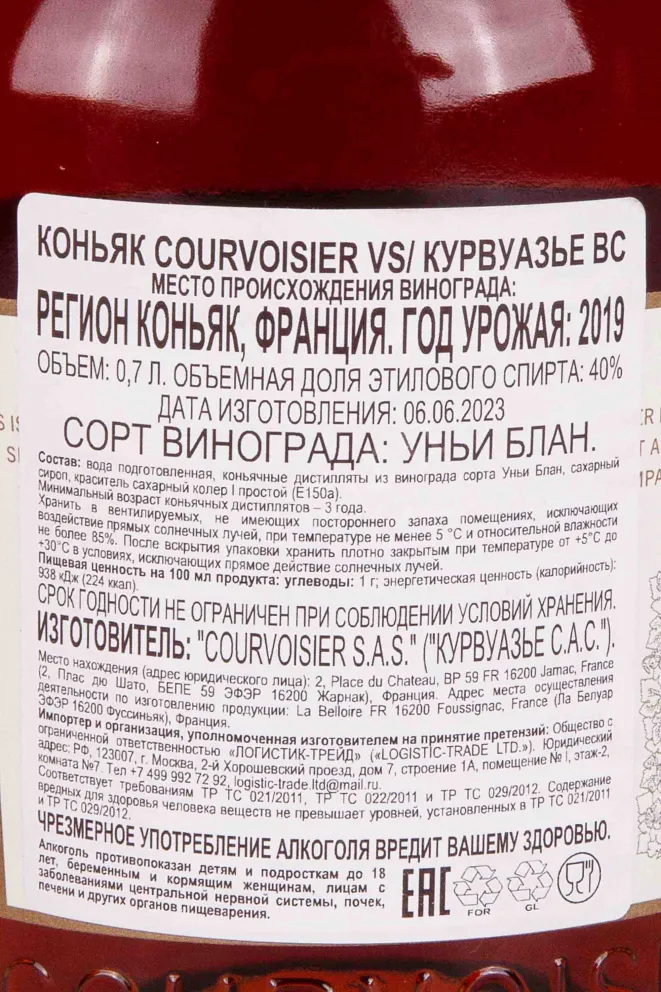 КОНЬЯК COURVOISIER VS/ КУРВУАЗЬЕ ВС
МЕСТО ПРОИСХОЖДЕНИЯ ВИНОГРАДА:
РЕГИОН КОНЬЯК, ФРАНЦИЯ. ГОД УРОЖАЯ: 2019
ОБЪЕМ: 0,7 Л. ОБЪЕМНАЯ ДОЛЯ ЭТИЛОВОГО СПИРТА: 40%
ДАТА ИЗГОТОВЛЕНИЯ: 06.06.2023
СОРТ ВИНОГРАДА: УНЬИ БЛАН.
Состав: вода подготовленная, коньячные дистилляты из винограда сорта Уньи Блан, сахарный
сироп, краситель сахарный колер I простой (Е150а).
Минимальный возраст коньячных дистиллятов – 3 года.
Хранить в вентилируемых, не имеющих постороннего запаха помещениях, исключающих
воздействие прямых солнечных лучей, при температуре не менее 5 °С и относительной влажности
не более 85%. После вскрытия упаковки хранить плотно закрытым при температуре от +5°С до
+30°С в условиях, исключающих прямое действие солнечных лучей.
Пищевая ценность на 100 мл продукта: углеводы: 1 г; энергетическая ценность (калорийность):
938 кДж (224 ккал).
СРОК ГОДНОСТИ НЕ ОГРАНИЧЕН ПРИ СОБЛЮДЕНИИ УСЛОВИЙ ХРАНЕНИЯ.
ИЗГОТОВИТЕЛЬ: "COURVOISIER S.A.S." ("КУРВУАЗЬЕ С.А.С.").
Место нахождения (адрес юридического лица): 2, Place du Chateau, BP 59 FR 16200 Jarnac, France
(2, Плас дю Шато, БЕПЕ 59 ЭФЭР 16200 Жарнак), Франция. Адрес места осуществления
деятельности по изготовлению продукции: La Belloire FR 16200 Foussignac, France (Ла Белуар
ЭФЭР 16200 Фуссиньяк), Франция.
Импортер и организация, уполномоченная изготовителем на принятие претензий: Общество с
ограниченной ответственностью «ЛОГИСТИК-ТРЕЙД» («LOGISTIC-TRADE LTD.»). Юридический
адрес: РФ, 123007, г. Москва, 2-й Хорошевский проезд, дом 7, строение 1А, помещение № I, этаж-2,
комната №7. Тел +7 499 992 72 92, logistic-trade.ltd@mail.ru.
Соответствует требованиям ТР ТС 021/2011, ТР ТС 022/2011 и ТР ТС 029/2012. Содержание
вредных для здоровья человека веществ не превышает уровней, установленных в ТР ТС 021/2011
и ТР ТС 029/2012.
ЧРЕЗМЕРНОЕ УПОТРЕБЛЕНИЕ АЛКОГОЛЯ ВРЕДИТ ВАШЕМУ ЗДОРОВЬЮ.
Алкоголь противопоказан детям и подросткам до 18
лет, беременным и кормящим женщинам, лицам с
заболеваниями центральной нервной системы, почек,
печени и других органов пищеварения.
EAC
FOR
GL
COURVOIS